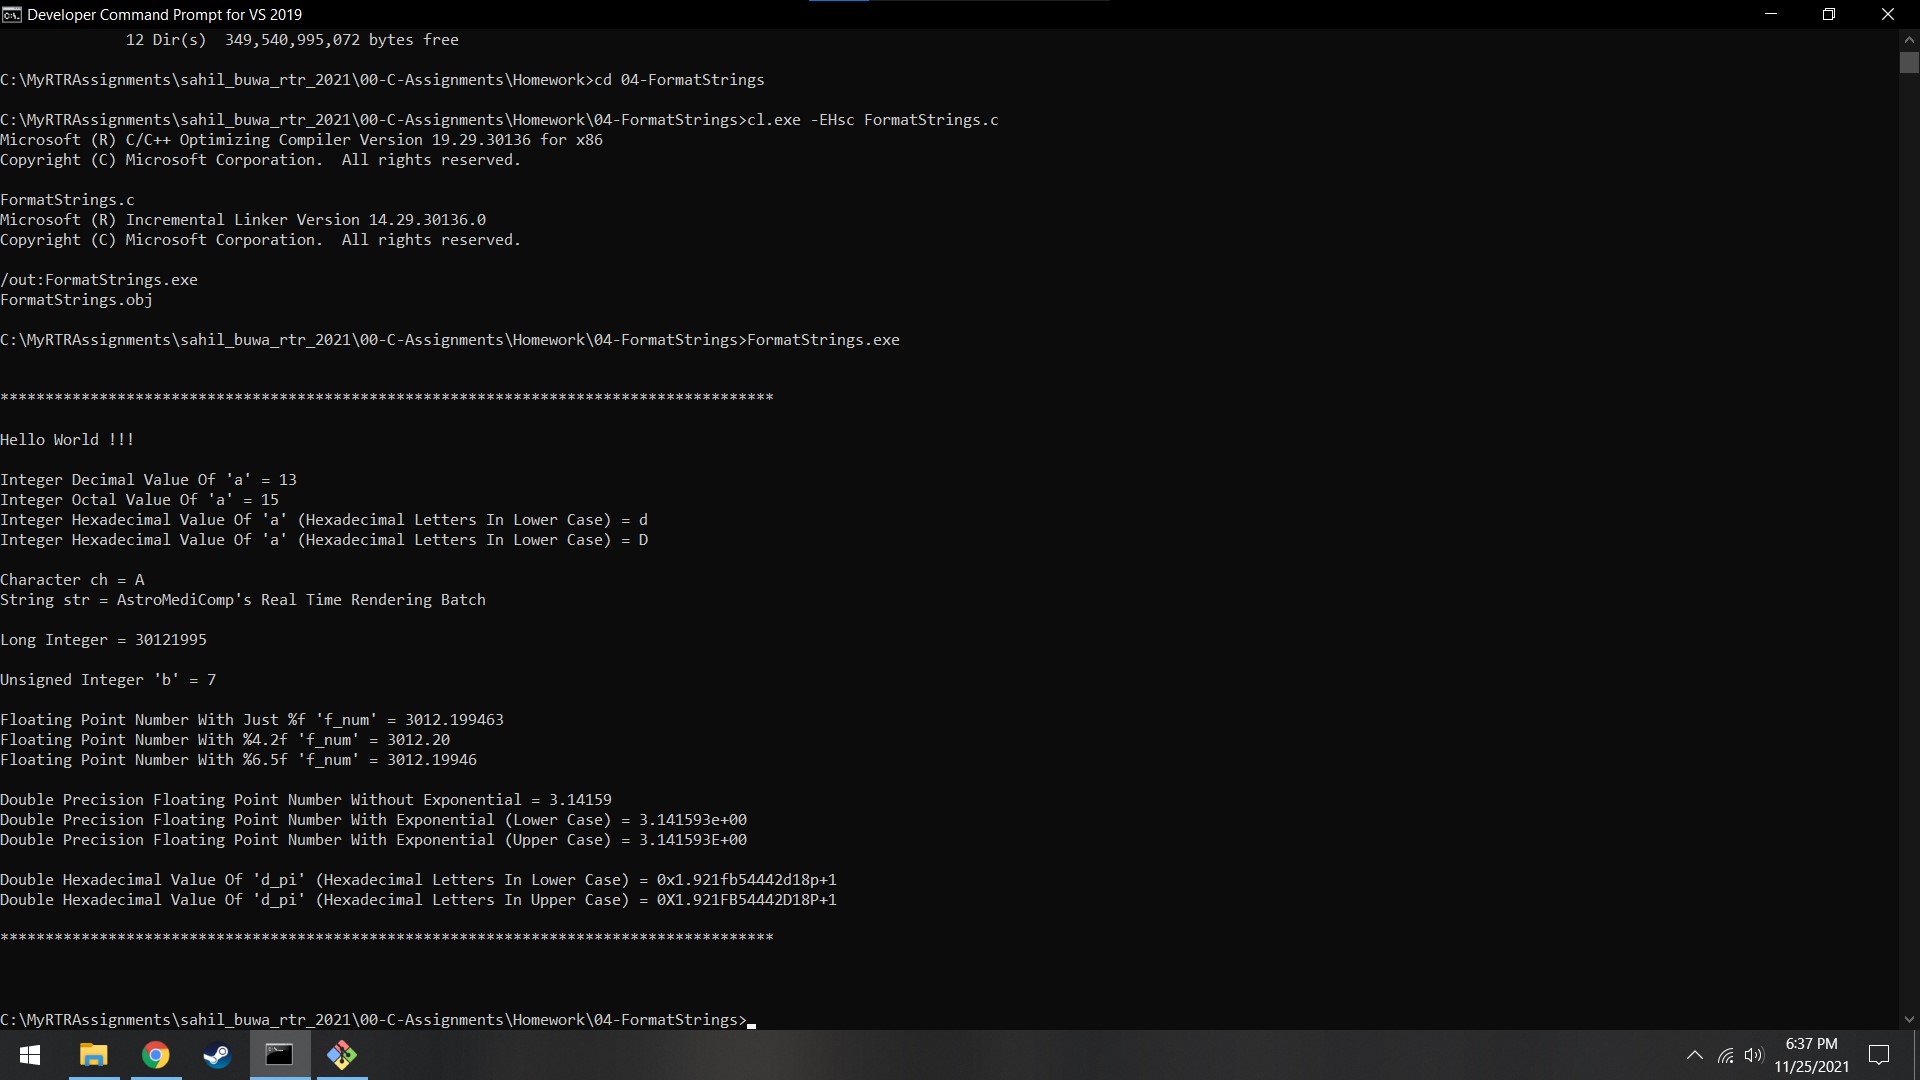 Developer Command Prompt for VS 2019
12 Dir(s)  349,540,995,072 bytes free
C:\MyRTRAssignments\sahil_buwa_rtr_2021\00-C-Assignments\Homework>cd 04-FormatStrings
C:\MyRTRAssignments\sahil_buwa_rtr_2021\00-C-Assignments\Homework\04-FormatStrings>cl.exe -EHsc FormatStrings.c
Microsoft (R) C/C++ Optimizing Compiler Version 19.29.30136 for x86
Copyright (C) Microsoft Corporation.  All rights reserved.
FormatStrings.c
Microsoft (R) Incremental Linker Version 14.29.30136.0
Copyright (C) Microsoft Corporation.  All rights reserved.
/out:FormatStrings.exe
FormatStrings.obj
C:\MyRTRAssignments\sahil_buwa_rtr_2021\00-C-Assignments\Homework\04-FormatStrings>FormatStrings.exe
**************************************************************************************
Hello World !!!
Integer Decimal Value Of 'a' = 13
Integer Octal Value Of 'a' = 15
Integer Hexadecimal Value Of 'a' (Hexadecimal Letters In Lower Case) = d
Integer Hexadecimal Value Of 'a' (Hexadecimal Letters In Lower Case) = D
Character ch = A
String str = AstroMediComp's Real Time Rendering Batch
Long Integer = 30121995
Unsigned Integer 'b' = 7
Floating Point Number With Just %f 'f_num' = 3012.199463
Floating Point Number With %4.2f 'f_num' = 3012.20
Floating Point Number With %6.5f 'f_num' = 3012.19946
Double Precision Floating Point Number Without Exponential = 3.14159
Double Precision Floating Point Number With Exponential (Lower Case) = 3.141593e+00
Double Precision Floating Point Number With Exponential (Upper Case) = 3.141593E+00
Double Hexadecimal Value Of 'd_pi' (Hexadecimal Letters In Lower Case) = 0x1.921fb54442d18p+1
Double Hexadecimal Value Of 'd_pi' (Hexadecimal Letters In Upper Case) = 0X1.921FB54442D18P+1
**************************************************************************************
C:\MyRTRAssignments\sahil_buwa_rtr_2021\00-C-Assignments\Homework\04-FormatStrings>
6:37 PM
11/25/2021